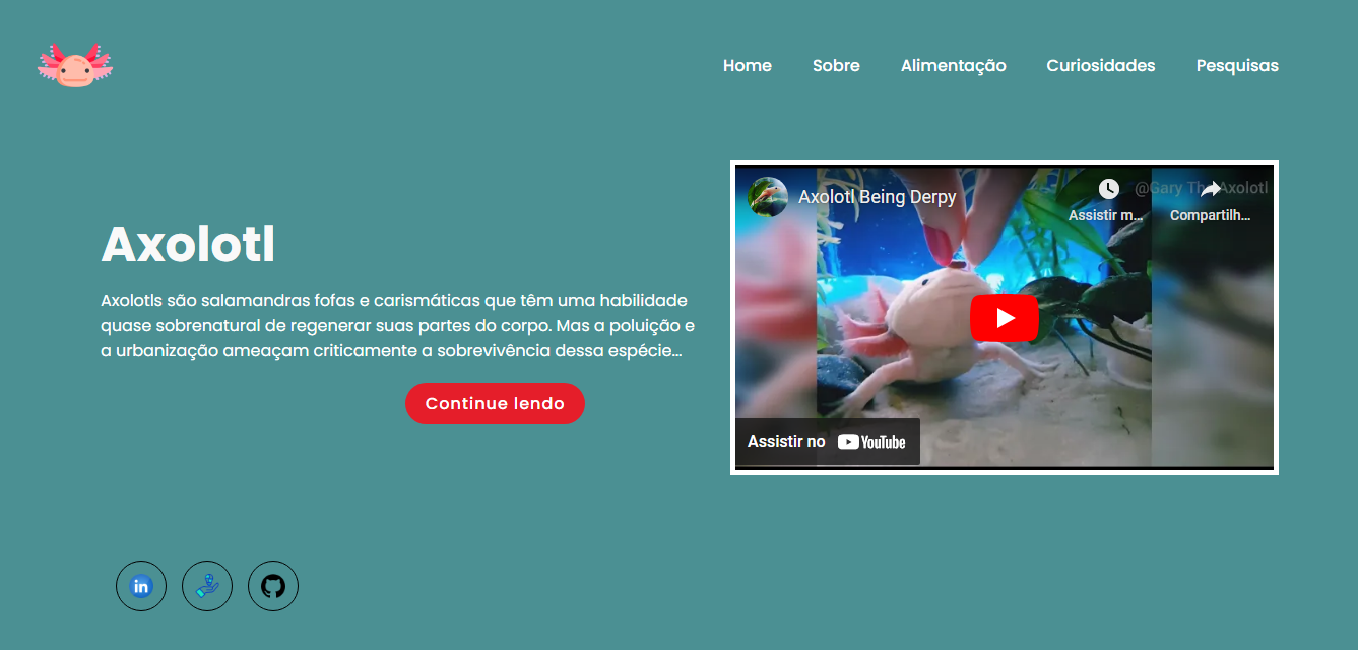 Home Sobre Alimentação Curiosidades Pesquisas
Axolotl Being Derpy
@Gary The Axolotl
Assistir m...
Compartilh...
Axolotl
Axolotls são salamandras fofas e carismáticas que têm uma habilidade
quase sobrenatural de regenerar suas partes do corpo. Mas a poluição e
a urbanização ameaçam criticamente a sobrevivência dessa espécie...
Continue lendo
Assistir no YouTube
in